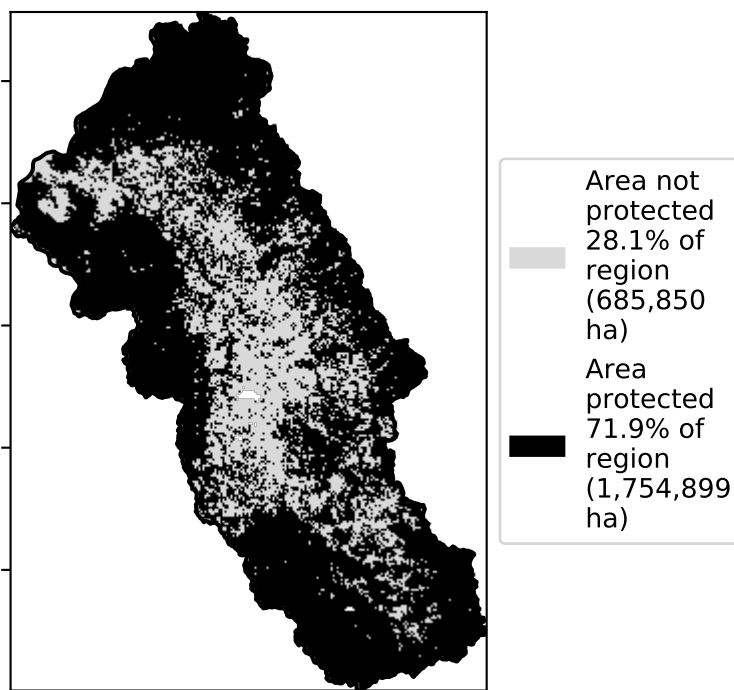 Area not
protected
28.1% of
region
(685,850
ha)
Area
protected
71.9% of
region
(1,754,899
ha)